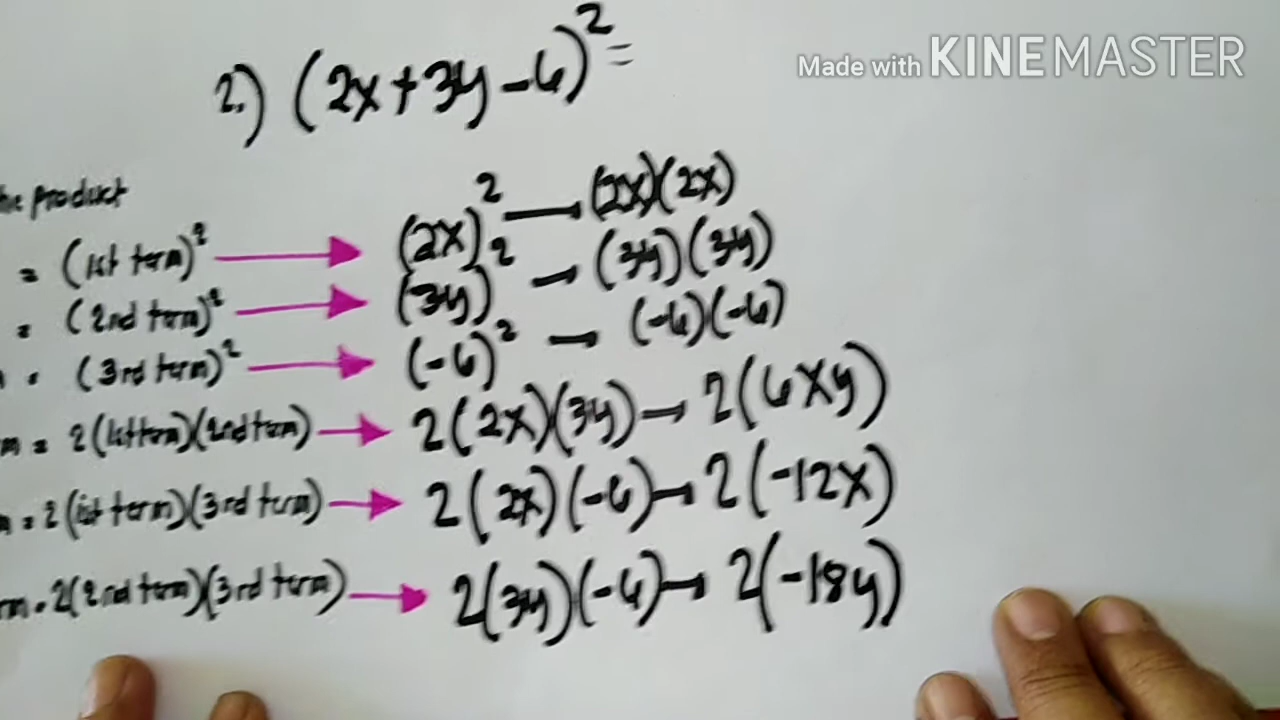 Made with KINEMASTER
2.) (2x+3y-6)²=
the product
= (1st term)² → (2x)² → (2x)(2x)
= (2nd term)² → (3y)² → (3y)(3y)
= (3rd term)² → (-6)² → (-6)(-6)
m = 2(1st term)(2nd term) → 2(2x)(3y) → 2(6xy)
m = 2(1st term)(3rd term) → 2(2x)(-6) → 2(-12x)
m = 2(2nd term)(3rd term) → 2(3y)(-6) → 2(-18y)